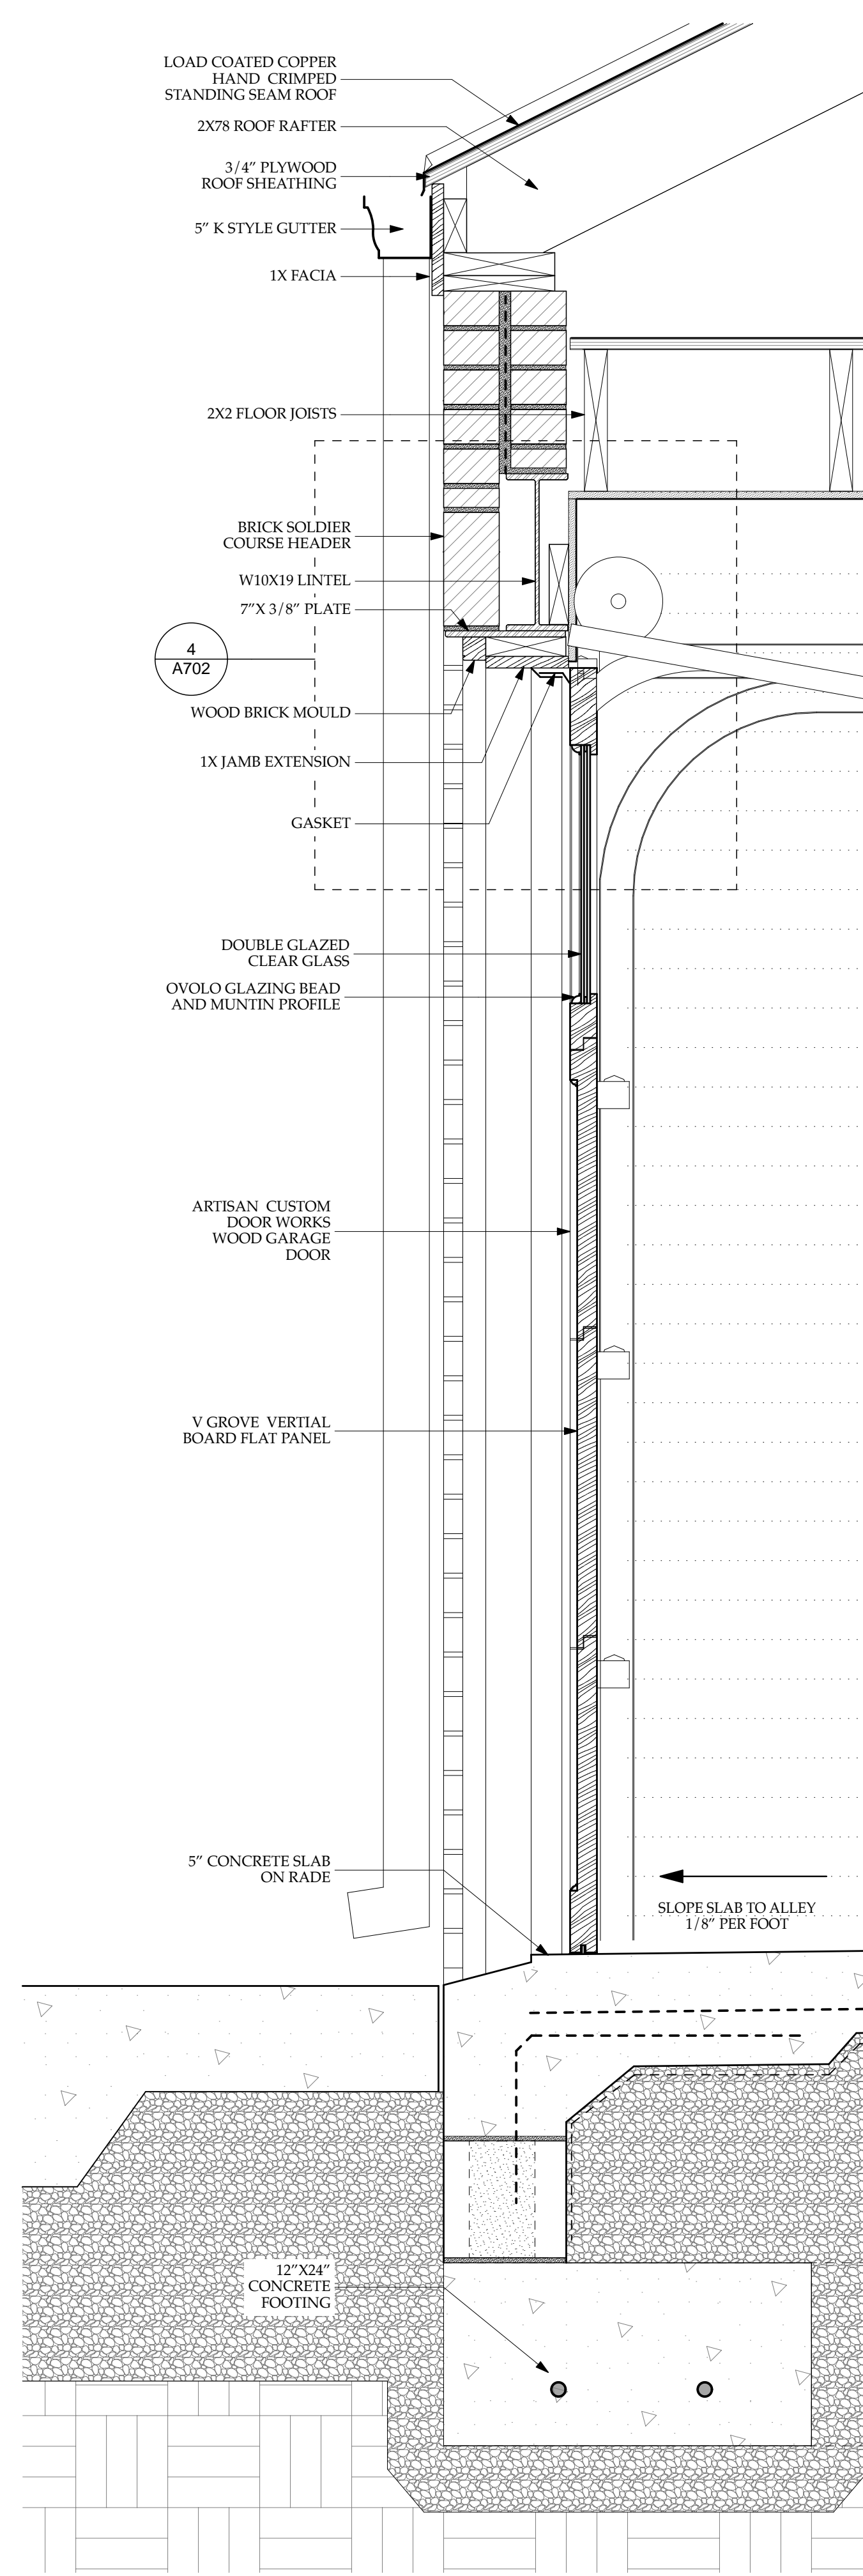 LOAD COATED COPPER
HAND CRIMPED
STANDING SEAM ROOF
2X78 ROOF RAFTER
3/4" PLYWOOD
ROOF SHEATHING
5" K STYLE GUTTER
1X FACIA
2X2 FLOOR JOISTS
BRICK SOLDIER
COURSE HEADER
W10X19 LINTEL
7"X 3/8" PLATE
4
A702
WOOD BRICK MOULD
1X JAMB EXTENSION
GASKET
DOUBLE GLAZED
CLEAR GLASS
OVOLO GLAZING BEAD
AND MUNTIN PROFILE
ARTISAN CUSTOM
DOOR WORKS
WOOD GARAGE
DOOR
V GROVE VERTIAL
BOARD FLAT PANEL
5" CONCRETE SLAB
ON RADE
SLOPE SLAB TO ALLEY
1/8" PER FOOT
12"X24"
CONCRETE
FOOTING